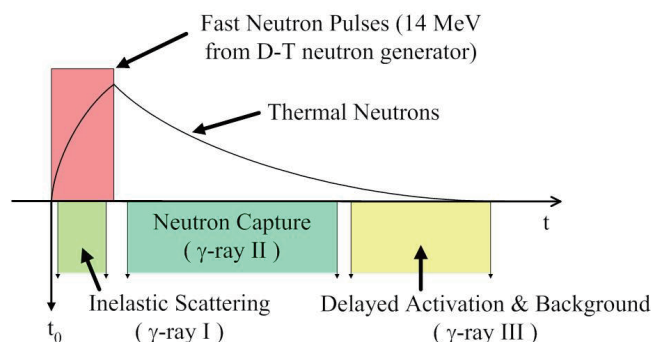 Fast Neutron Pulses (14 MeV
from D-T neutron generator)
Thermal Neutrons
t
Neutron Capture
( γ-ray II )
Inelastic Scattering
( γ-ray I )
Delayed Activation & Background
( γ-ray III )
t₀